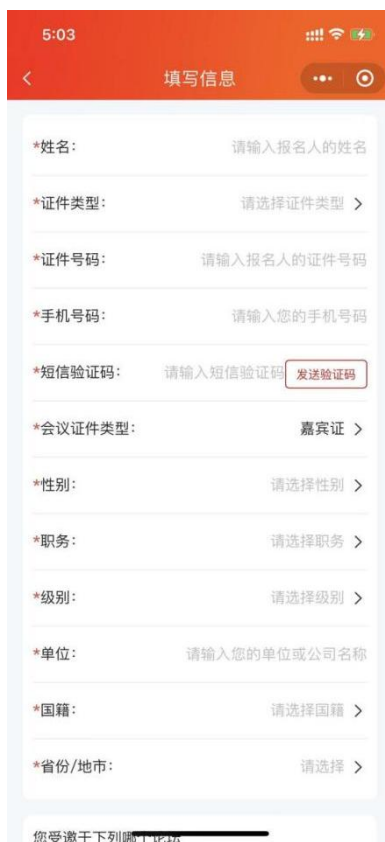 5:03
填写信息
*姓名： 请输入报名人的姓名
*证件类型： 请选择证件类型
*证件号码： 请输入报名人的证件号码
*手机号码： 请输入您的手机号码
*短信验证码： 请输入短信验证码 发送验证码
*会议证件类型： 嘉宾证
*性别： 请选择性别
*职务： 请选择职务
*级别： 请选择级别
*单位： 请输入您的单位或公司名称
*国籍： 请选择国籍
*省份/地市： 请选择
您受邀于下列哪个论坛